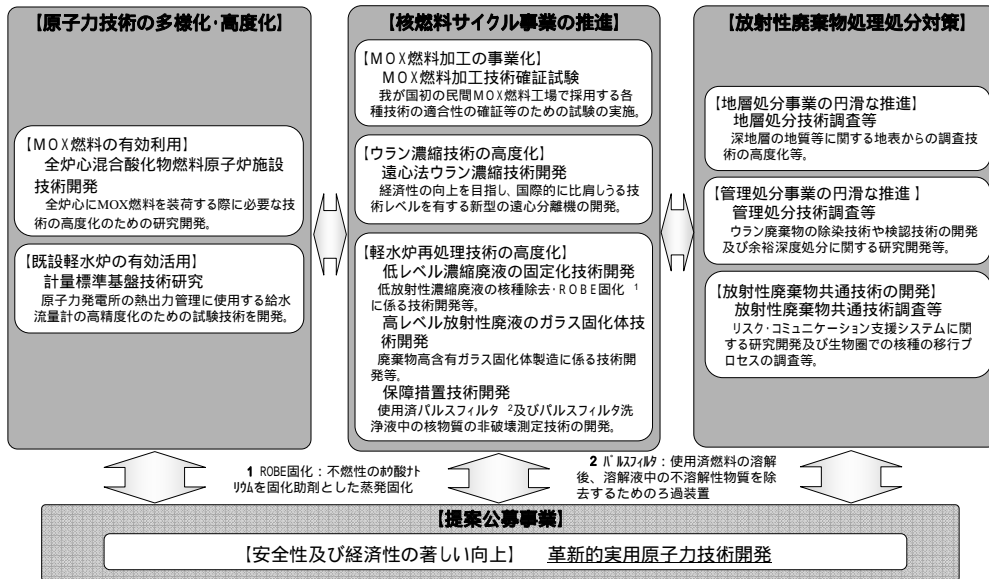 【原子力技術の多様化・高度化】
【MOX燃料の有効利用】
全炉心混合酸化物燃料原子炉施設
技術開発
全炉心にMOX燃料を装荷する際に必要な技
術の高度化のための研究開発。
【既設軽水炉の有効活用】
計量標準基盤技術研究
原子力発電所の熱出力管理に使用する給水
流量計の高精度化のための試験技術を開発。
【核燃料サイクル事業の推進】
【MOX燃料加工の事業化】
MOX燃料加工技術確証試験
我が国初の民間MOX燃料工場で採用する各
種技術の適合性の確証等のための試験の実施。
【ウラン濃縮技術の高度化】
遠心法ウラン濃縮技術開発
経済性の向上を目指し、国際的に比肩しうる技
術レベルを有する新型の遠心分離機の開発。
【軽水炉再処理技術の高度化】
低レベル濃縮廃液の固定化技術開発
低放射性濃縮廃液の核種除去・ROBE固化 1
に係る技術開発等。
高レベル放射性廃液のガラス固化体技
術開発
廃棄物高含有ガラス固化体製造に係る技術開
発等。
保障措置技術開発
使用済パルスフィルタ 2及びパルスフィルタ洗
浄液中の核物質の非破壊測定技術の開発。
【放射性廃棄物処理処分対策】
【地層処分事業の円滑な推進】
地層処分技術調査等
深地層の地質等に関する地表からの調査技
術の高度化等。
【管理処分事業の円滑な推進 】
管理処分技術調査等
ウラン廃棄物の除染技術や検認技術の開発
及び余裕深度処分に関する研究開発等。
【放射性廃棄物共通技術の開発】
放射性廃棄物共通技術調査等
リスク・コミュニケーション支援システムに関
する研究開発及び生物圏での核種の移行プ
ロセスの調査等。
1 ROBE固化：不燃性のホウ酸ナト
リウムを固化助剤とした蒸発固化
2 パルスフィルタ：使用済燃料の溶解
後、溶解液中の不溶解性物質を除
去するためのろ過装置
【提案公募事業】
【安全性及び経済性の著しい向上】 革新的実用原子力技術開発